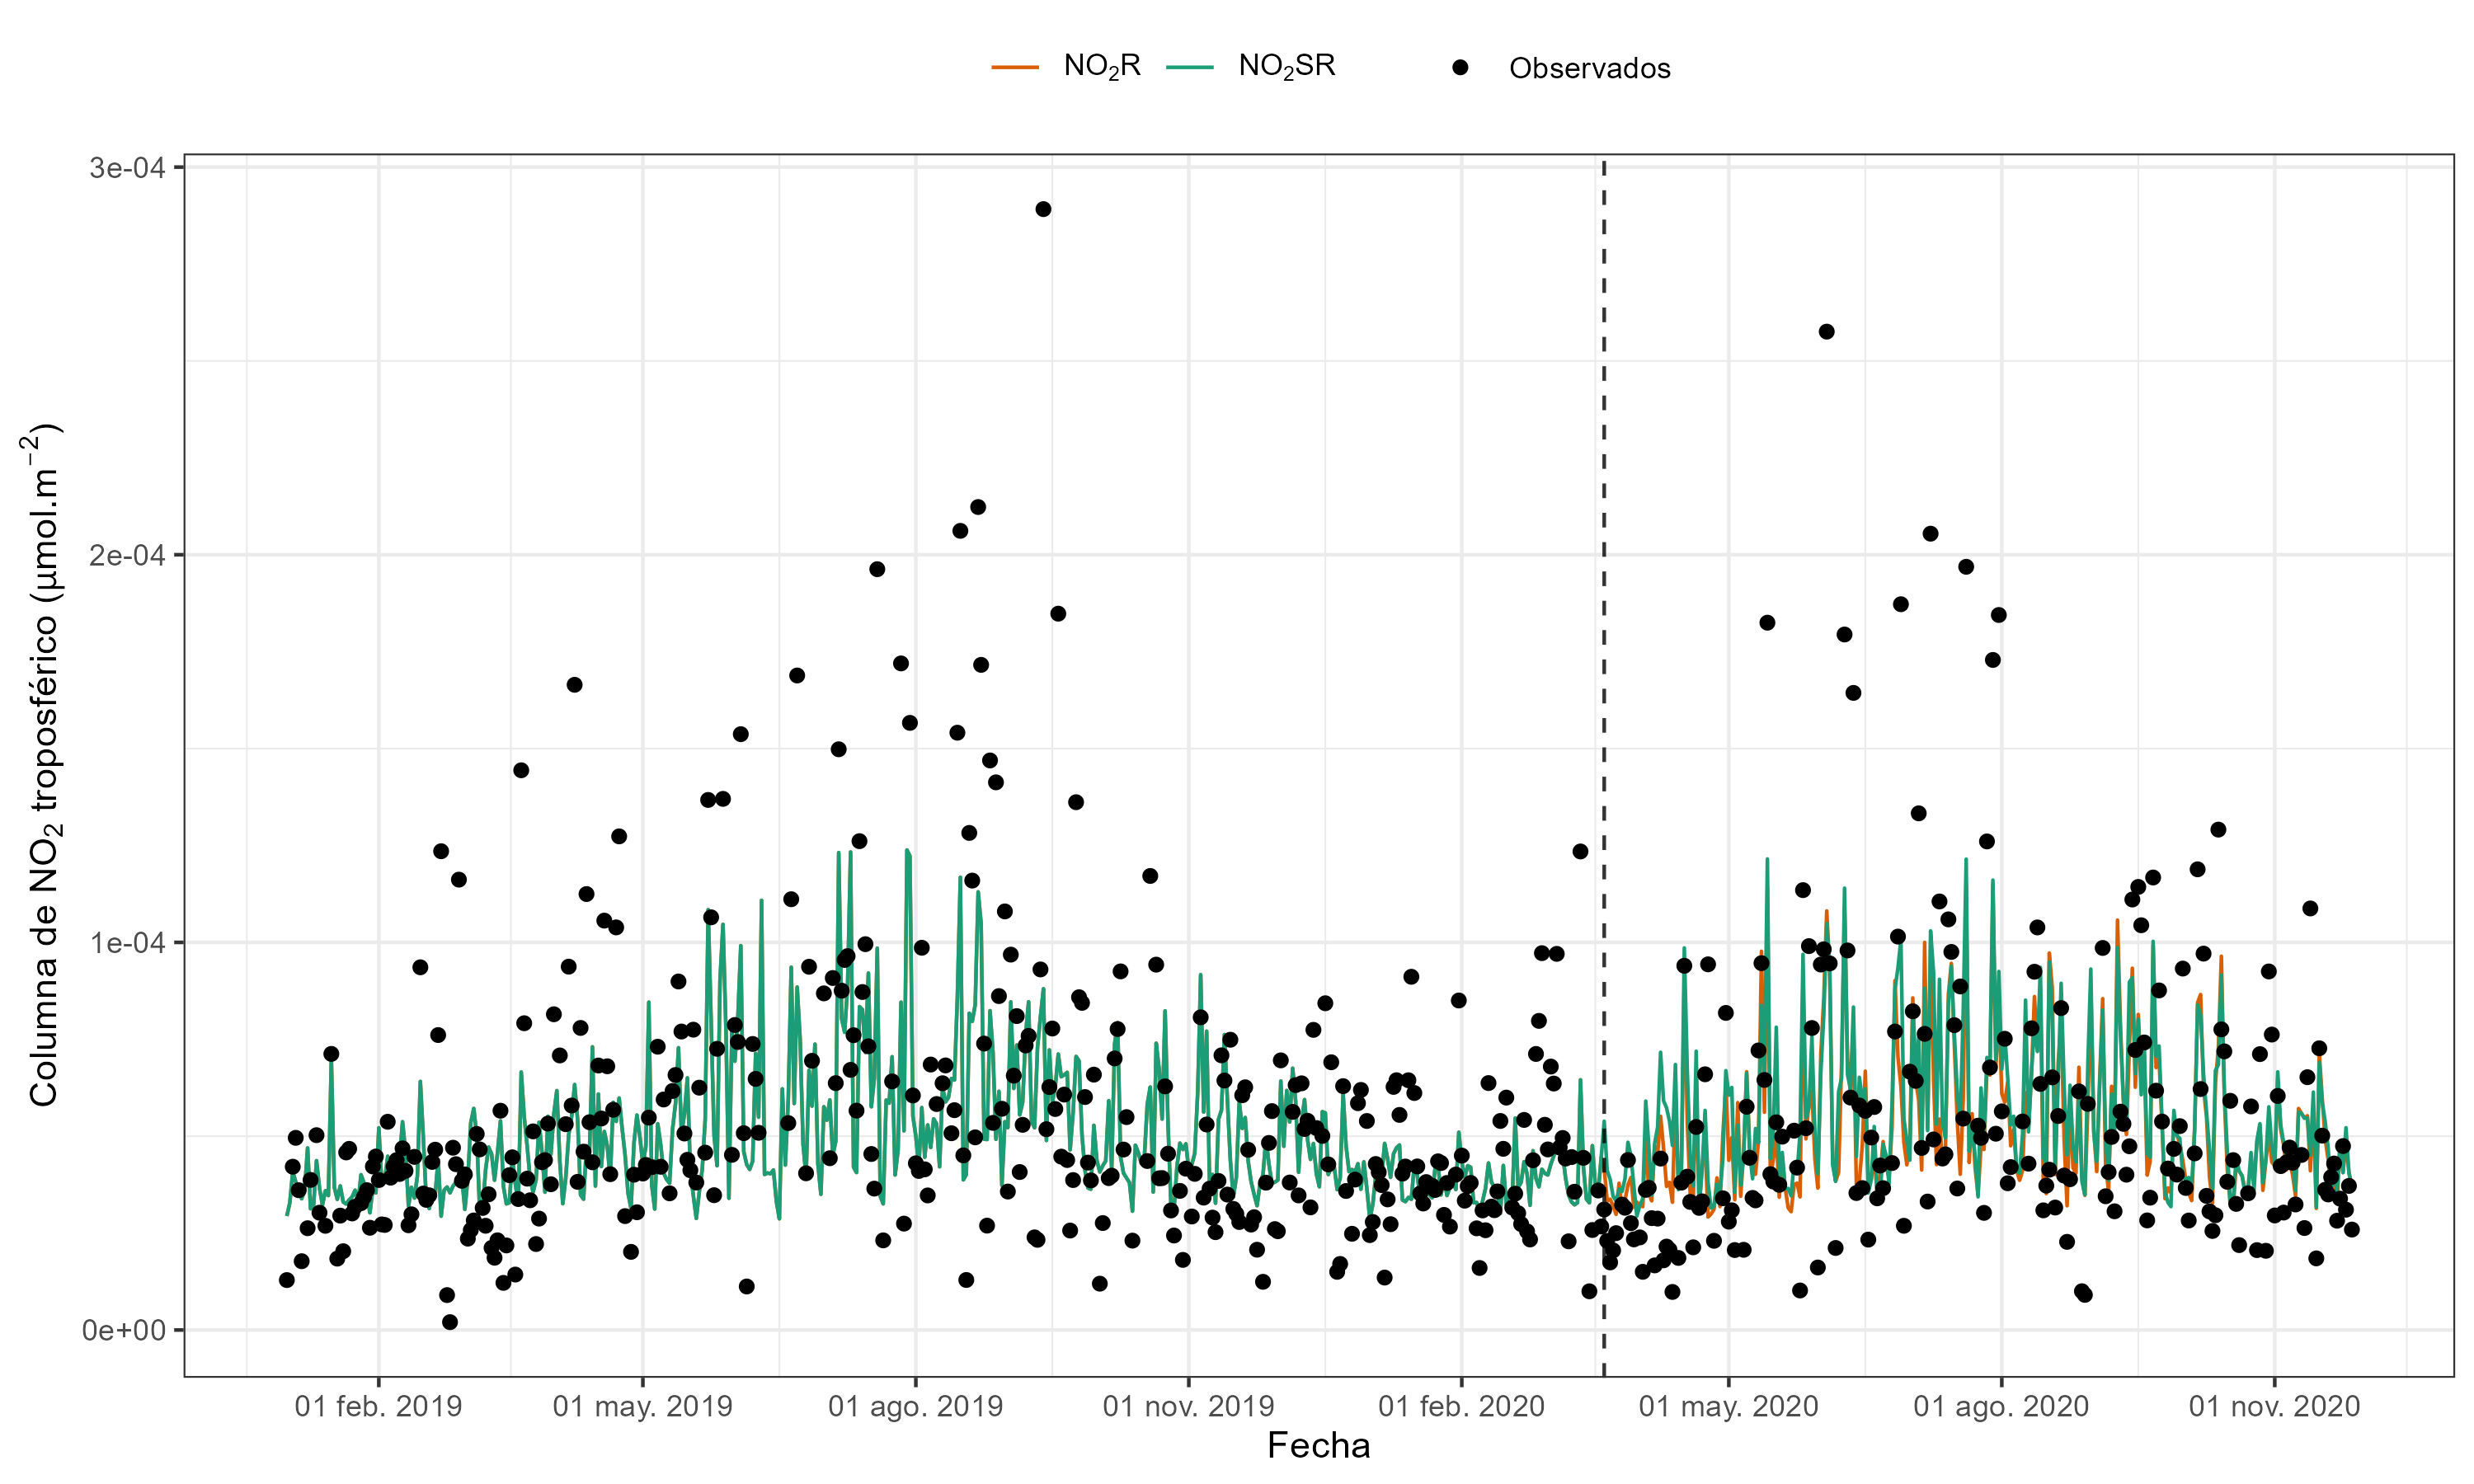 NO₂R NO₂SR Observados
Columna de NO₂ troposférico (µmol.m⁻²)
3e-04
2e-04
1e-04
0e+00
01 feb. 2019 01 may. 2019 01 ago. 2019 01 nov. 2019 01 feb. 2020 01 may. 2020 01 ago. 2020 01 nov. 2020
Fecha